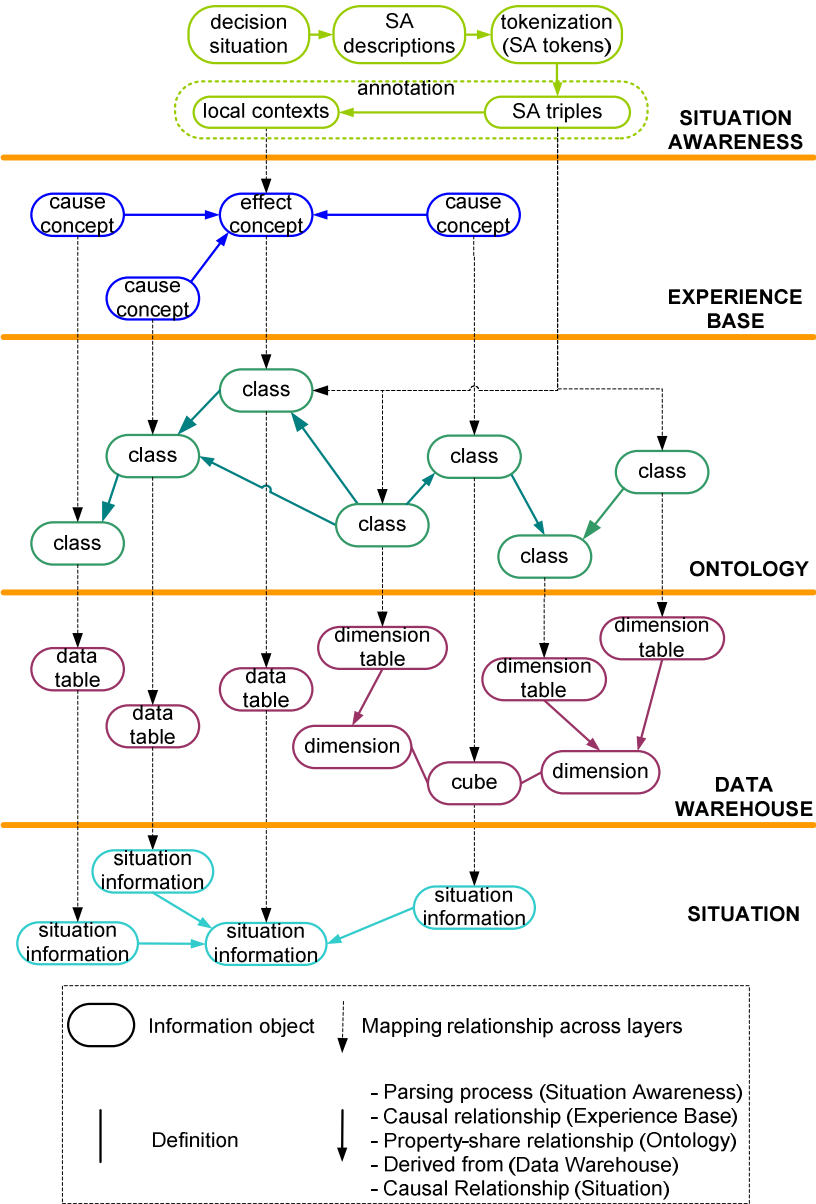 decision
situation
SA
descriptions
tokenization
(SA tokens)
annotation
local contexts
SA triples
SITUATION
AWARENESS
cause
concept
effect
concept
cause
concept
cause
concept
EXPERIENCE
BASE
class
class
class
class
class
class
class
ONTOLOGY
dimension
table
dimension
table
data
table
dimension
table
data
table
data
table
dimension
dimension
cube
DATA
WAREHOUSE
situation
information
situation
information
SITUATION
situation
information
situation
information
Information object
Mapping relationship across layers
Definition
- Parsing process (Situation Awareness)
- Causal relationship (Experience Base)
- Property-share relationship (Ontology)
- Derived from (Data Warehouse)
- Causal Relationship (Situation)